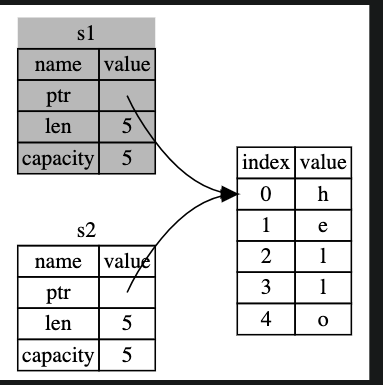 s1
name value
ptr
len 5
capacity 5
s2
name value
ptr
len 5
capacity 5
index value
0 h
1 e
2 l
3 l
4 o